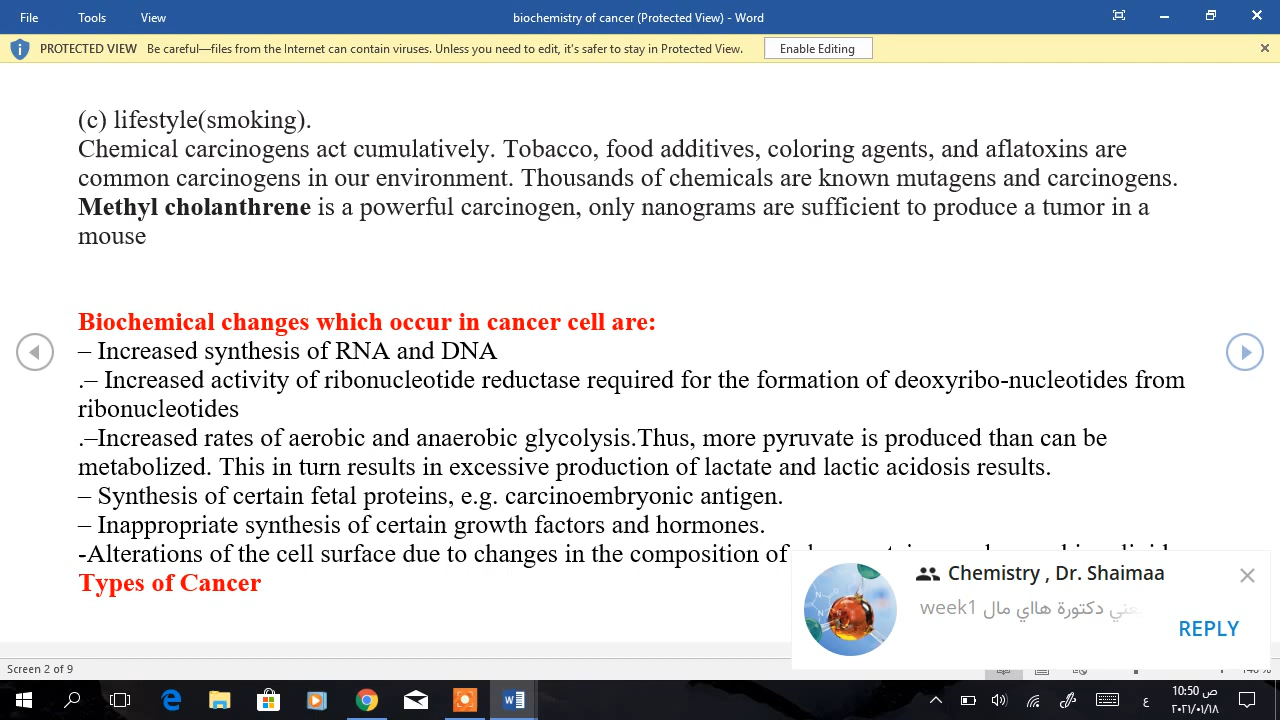 File Tools View biochemistry of cancer (Protected View) - Word
PROTECTED VIEW Be careful—files from the Internet can contain viruses. Unless you need to edit, it's safer to stay in Protected View. Enable Editing
(c) lifestyle(smoking).
Chemical carcinogens act cumulatively. Tobacco, food additives, coloring agents, and aflatoxins are
common carcinogens in our environment. Thousands of chemicals are known mutagens and carcinogens.
Methyl cholanthrene is a powerful carcinogen, only nanograms are sufficient to produce a tumor in a
mouse
Biochemical changes which occur in cancer cell are:
– Increased synthesis of RNA and DNA
.– Increased activity of ribonucleotide reductase required for the formation of deoxyribo-nucleotides from
ribonucleotides
.–Increased rates of aerobic and anaerobic glycolysis.Thus, more pyruvate is produced than can be
metabolized. This in turn results in excessive production of lactate and lactic acidosis results.
– Synthesis of certain fetal proteins, e.g. carcinoembryonic antigen.
– Inappropriate synthesis of certain growth factors and hormones.
-Alterations of the cell surface due to changes in the composition of
Types of Cancer
Chemistry , Dr. Shaimaa
يعني دكتورة هااي مال week1
REPLY
Screen 2 of 9
ع
10:50 ص
٢٠٢١/٠١/١٨